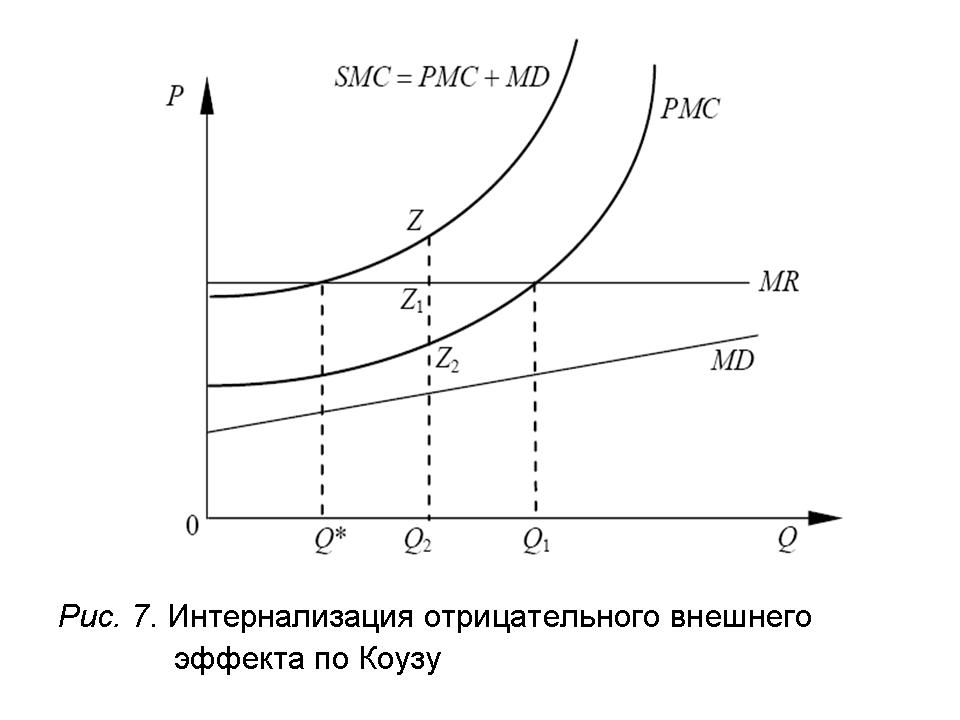 SMC = PMC + MD
P
PMC
Z
MR
Z₁
Z₂
MD
0
Q*
Q₂
Q₁
Q
Рис. 7. Интернализация отрицательного внешнего
эффекта по Коузу